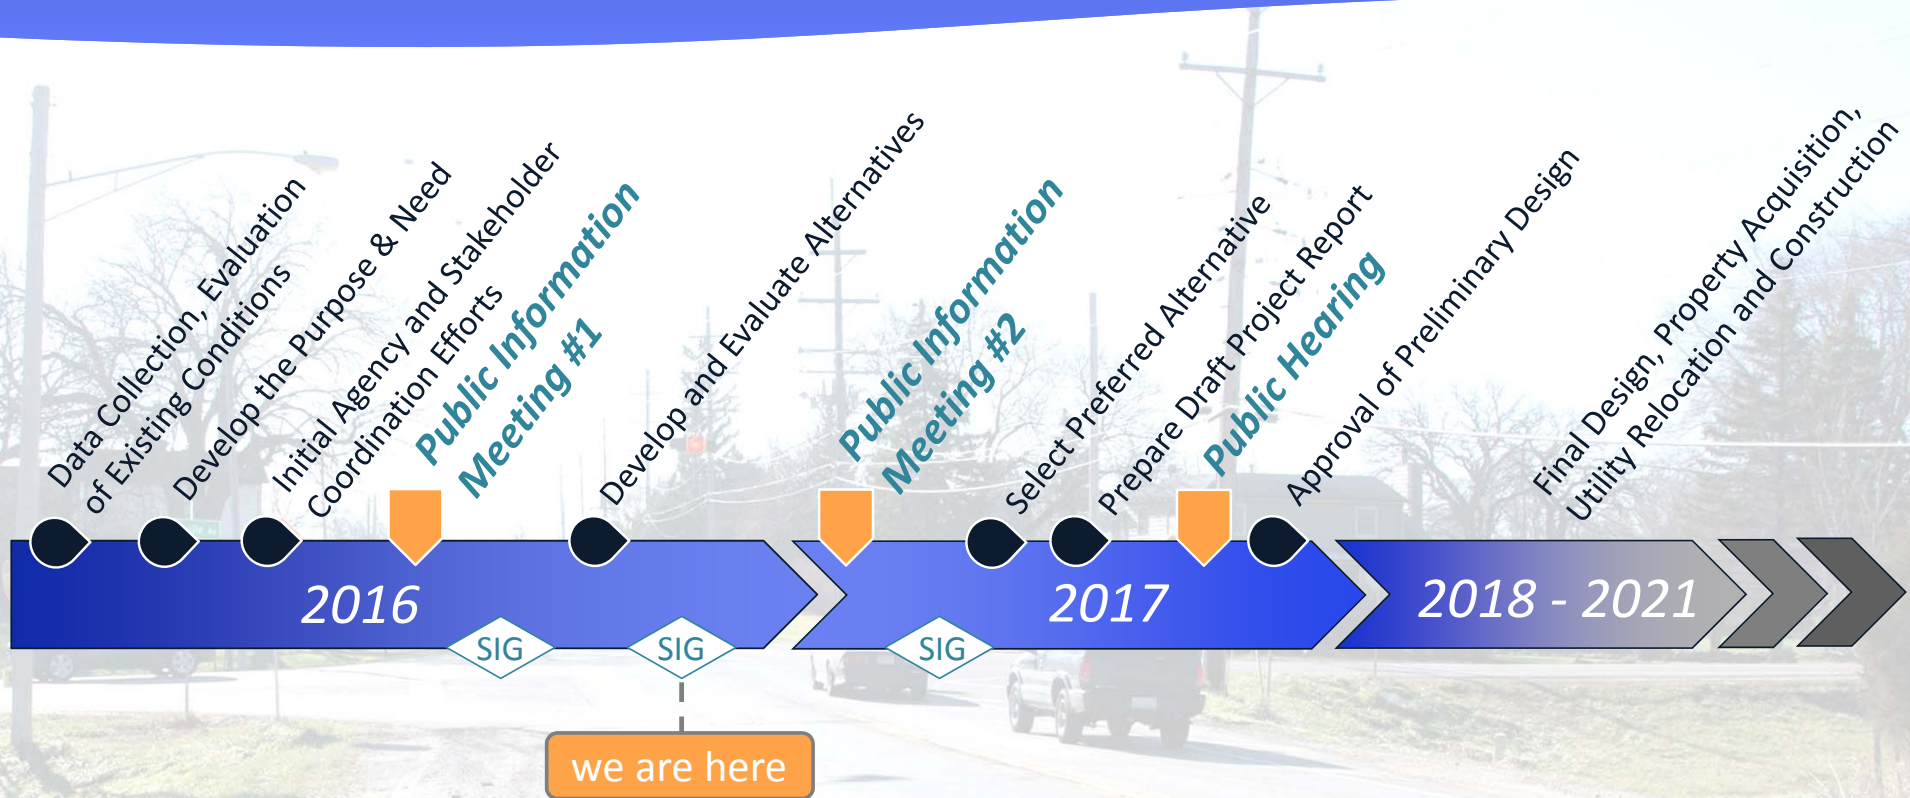 Data Collection, Evaluation
of Existing Conditions
Develop the Purpose & Need
Initial Agency and Stakeholder
Coordination Efforts
Public Information
Meeting #1
Develop and Evaluate Alternatives
Public Information
Meeting #2
Select Preferred Alternative
Prepare Draft Project Report
Public Hearing
Approval of Preliminary Design
Final Design, Property Acquisition,
Utility Relocation and Construction
2016
2017
2018 - 2021
SIG
SIG
SIG
we are here